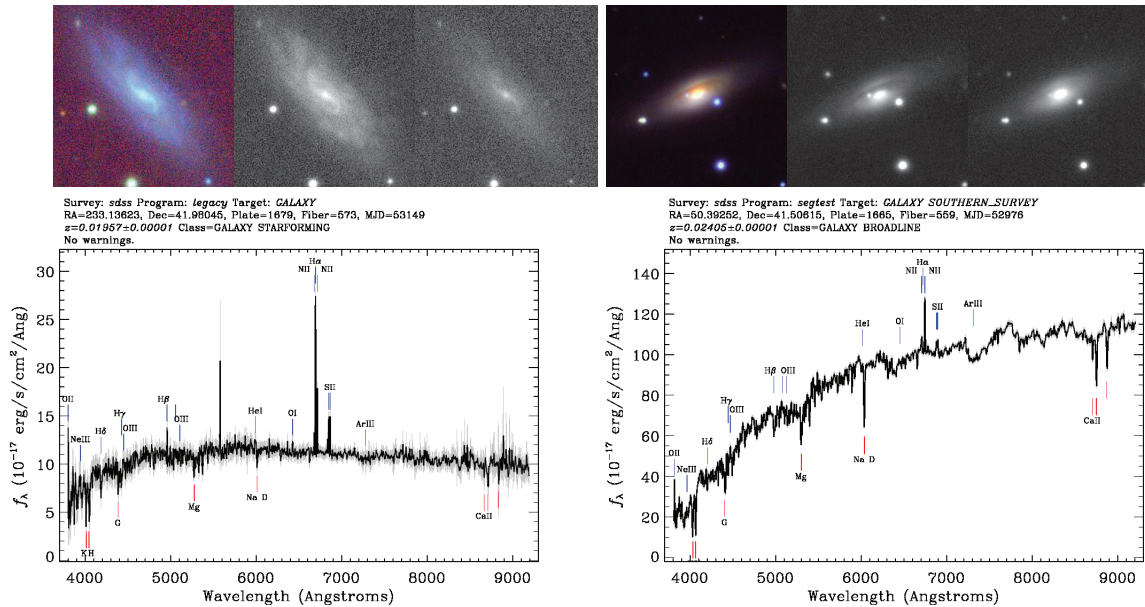 Survey: sdss Program: legacy Target: GALAXY
RA=233.13623, Dec=41.98045, Plate=1679, Fiber=573, MJD=53149
z=0.01957±0.00001 Class=GALAXY STARFORMING
No warnings.
Hα
NII NII
30
25
20
15
10
5
0
f_λ (10⁻¹⁷ erg/s/cm²/Ang)
OII
NeIII
Hδ
Hγ
OIII
Hβ
OIII
HeI
OI
SII
ArIII
K H
G
Mg
Na D
CaII
4000 5000 6000 7000 8000 9000
Wavelength (Angstroms)
Survey: sdss Program: segtest Target: GALAXY SOUTHERN_SURVEY
RA=50.39252, Dec=41.50615, Plate=1665, Fiber=559, MJD=52976
z=0.02405±0.00001 Class=GALAXY BROADLINE
No warnings.
Hα
NII NII
140
120
100
80
60
40
20
0
f_λ (10⁻¹⁷ erg/s/cm²/Ang)
OII
NeIII
Hδ
Hγ
OIII
Hβ OIII
HeI
OI
SII
ArIII
G
Mg
Na D
CaII
4000 5000 6000 7000 8000 9000
Wavelength (Angstroms)